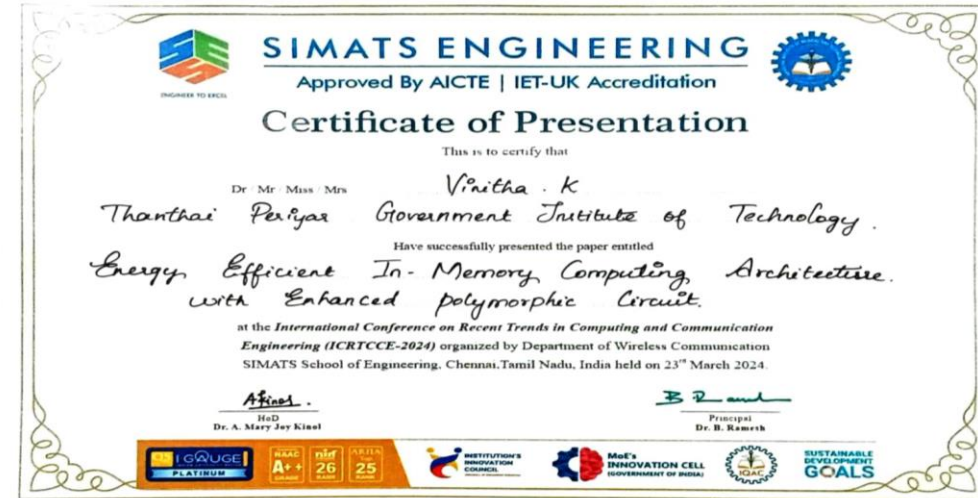 SIMATS ENGINEERING
ENGINEER TO EXCEL
Approved By AICTE | IET-UK Accreditation
Certificate of Presentation
This is to certify that
Dr / Mr / Miss / Mrs Vinitha . K
Thanthai Periyar Government Institute of Technology .
Have successfully presented the paper entitled
Energy Efficient In - Memory Computing Architecture.
with Enhanced polymorphic Circuit.
at the International Conference on Recent Trends in Computing and Communication
Engineering (ICRTCCE-2024) organized by Department of Wireless Communication
SIMATS School of Engineering, Chennai,Tamil Nadu, India held on 23rd March 2024.
HoD
Dr. A. Mary Joy Kinol
Principal
Dr. B. Ramesh
I GAUGE
PLATINUM
NAAC
A++
GRADE
nirf
26
RANK
ARIIA
25
RANK
INSTITUTION'S
INNOVATION
COUNCIL
MoE's
INNOVATION CELL
(GOVERNMENT OF INDIA)
IQAC
SUSTAINABLE
DEVELOPMENT
GOALS